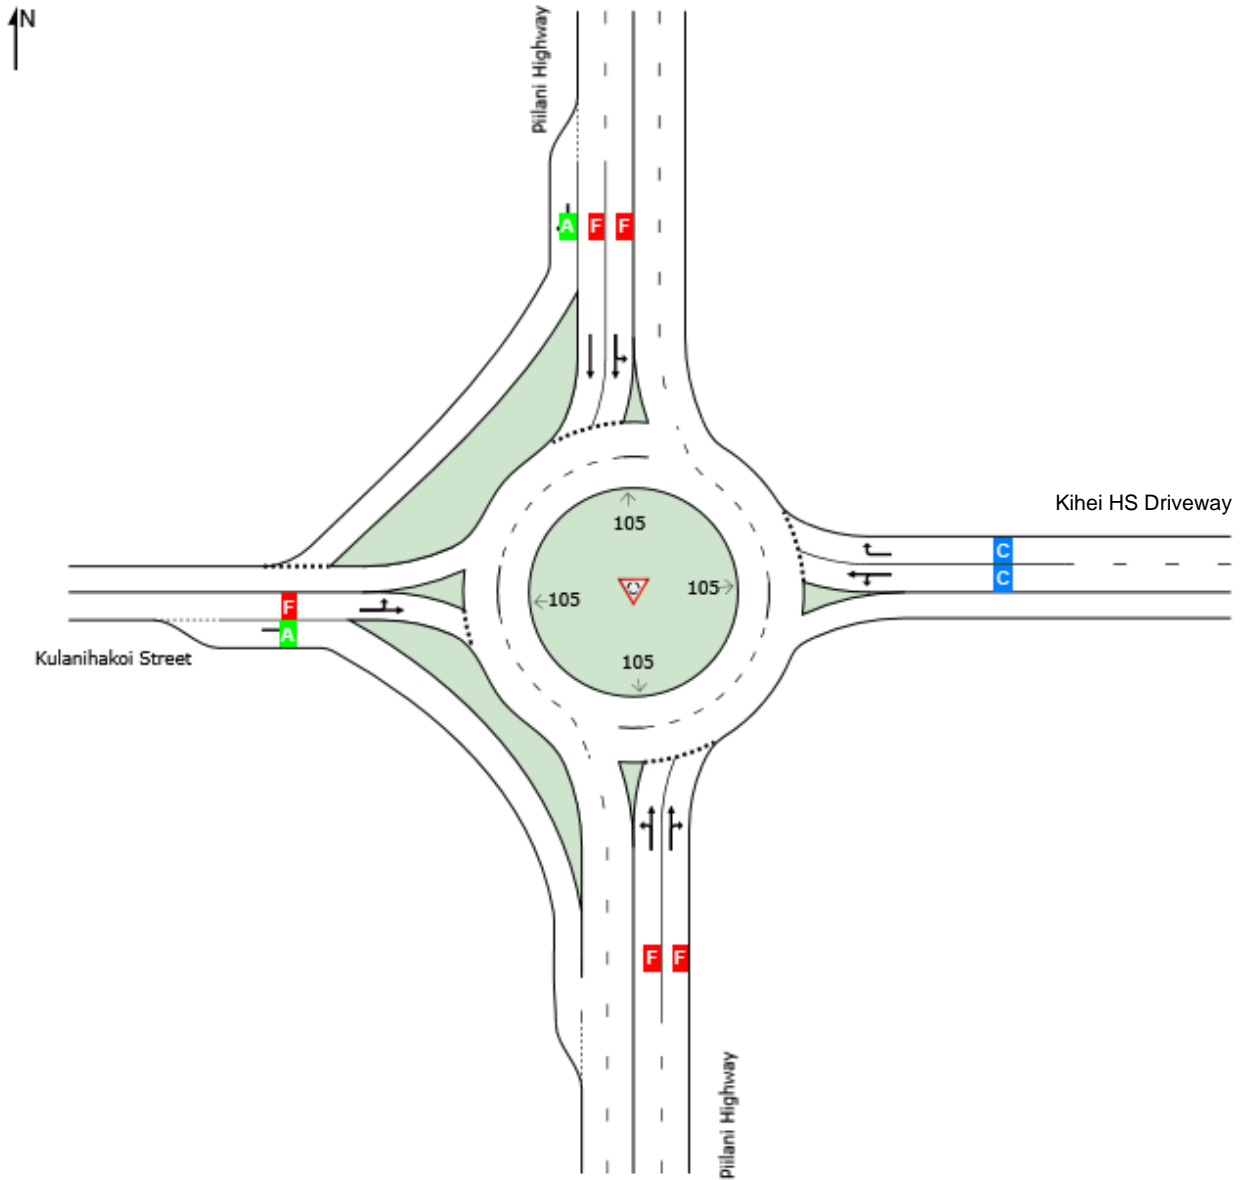 N
Piilani Highway
A F F
105
Kihei HS Driveway
C
C
105
105
F
A
105
Kulanihakoi Street
F F
Piilani Highway